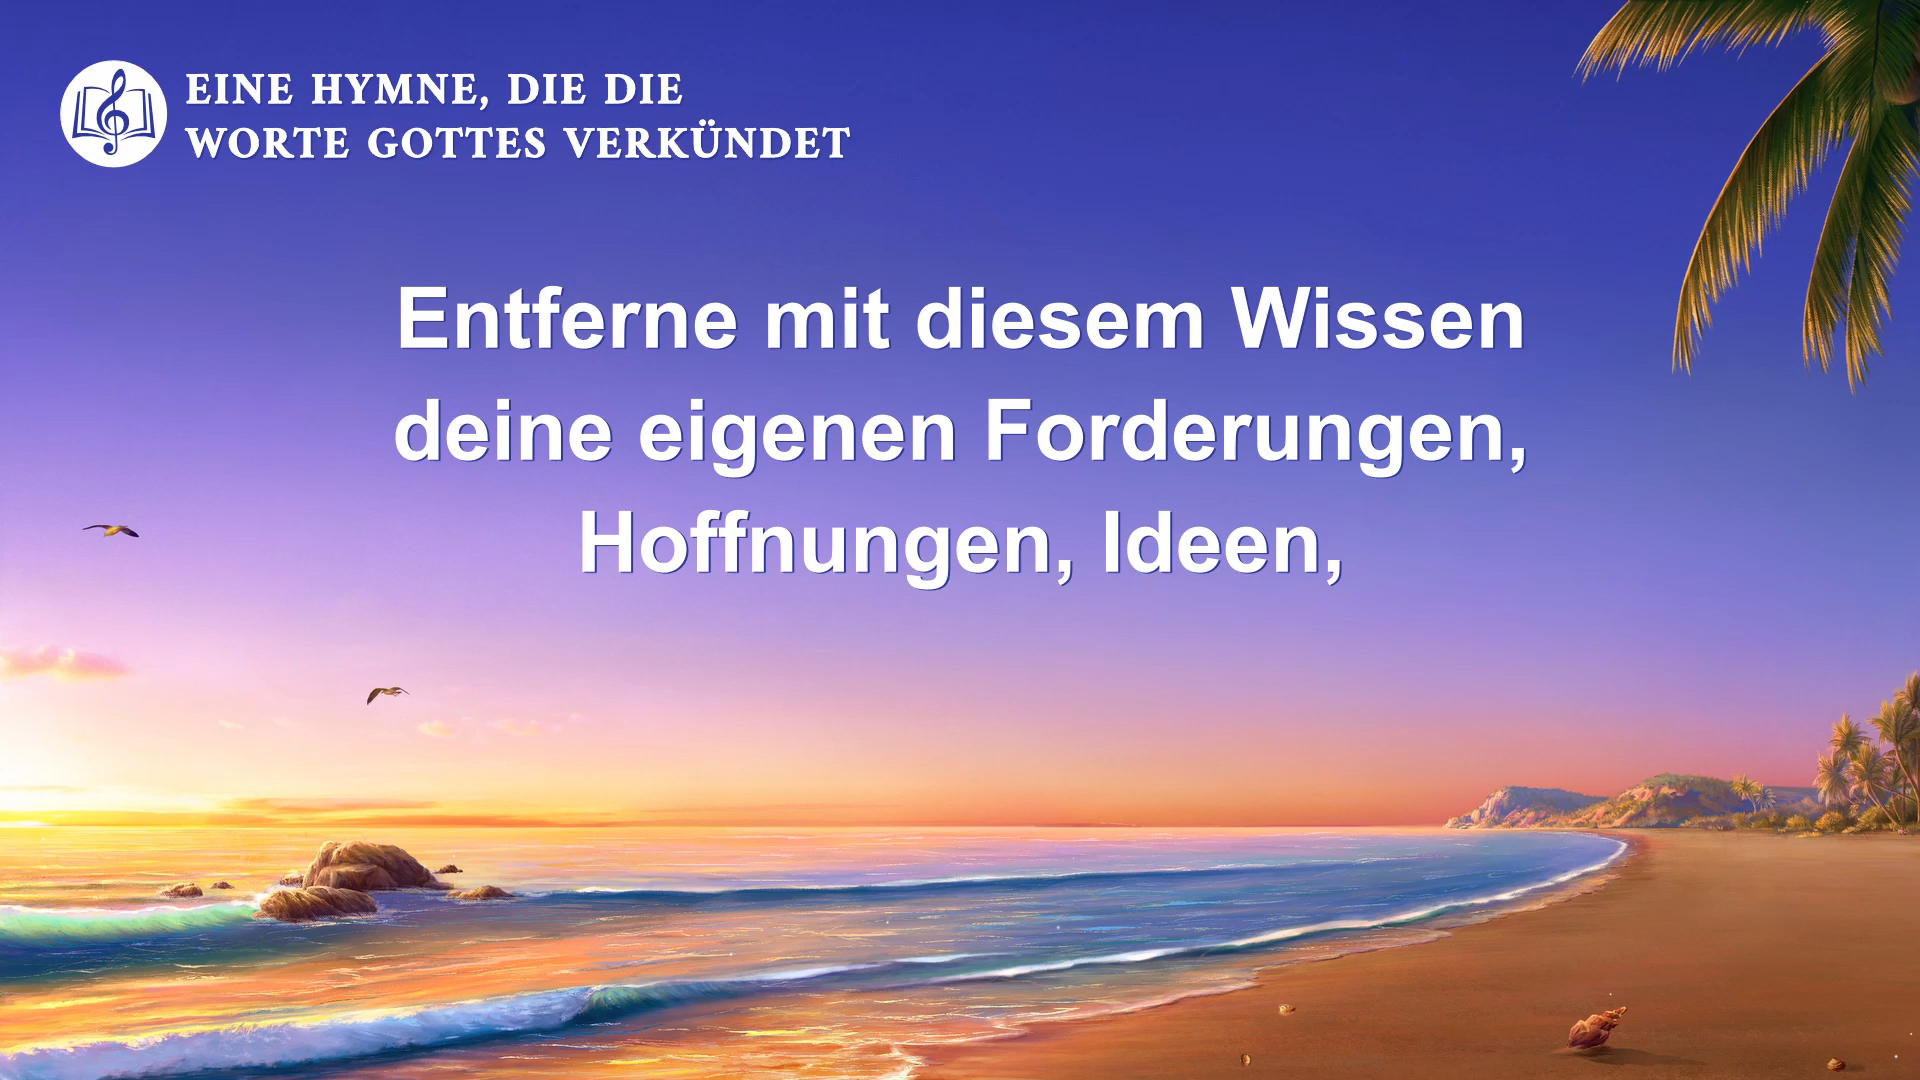 EINE HYMNE, DIE DIE
WORTE GOTTES VERKÜNDET
Entferne mit diesem Wissen
deine eigenen Forderungen,
Hoffnungen, Ideen,